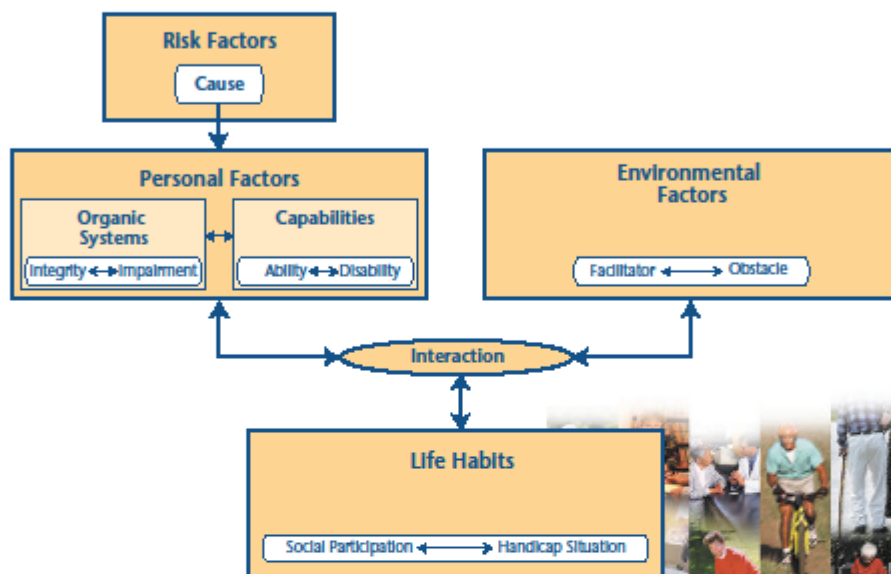 Risk Factors
Cause
Personal Factors
Organic
Systems
Integrity
Impairment
Capabilities
Ability
Disability
Environmental
Factors
Facilitator
Obstacle
Interaction
Life Habits
Social Participation
Handicap Situation